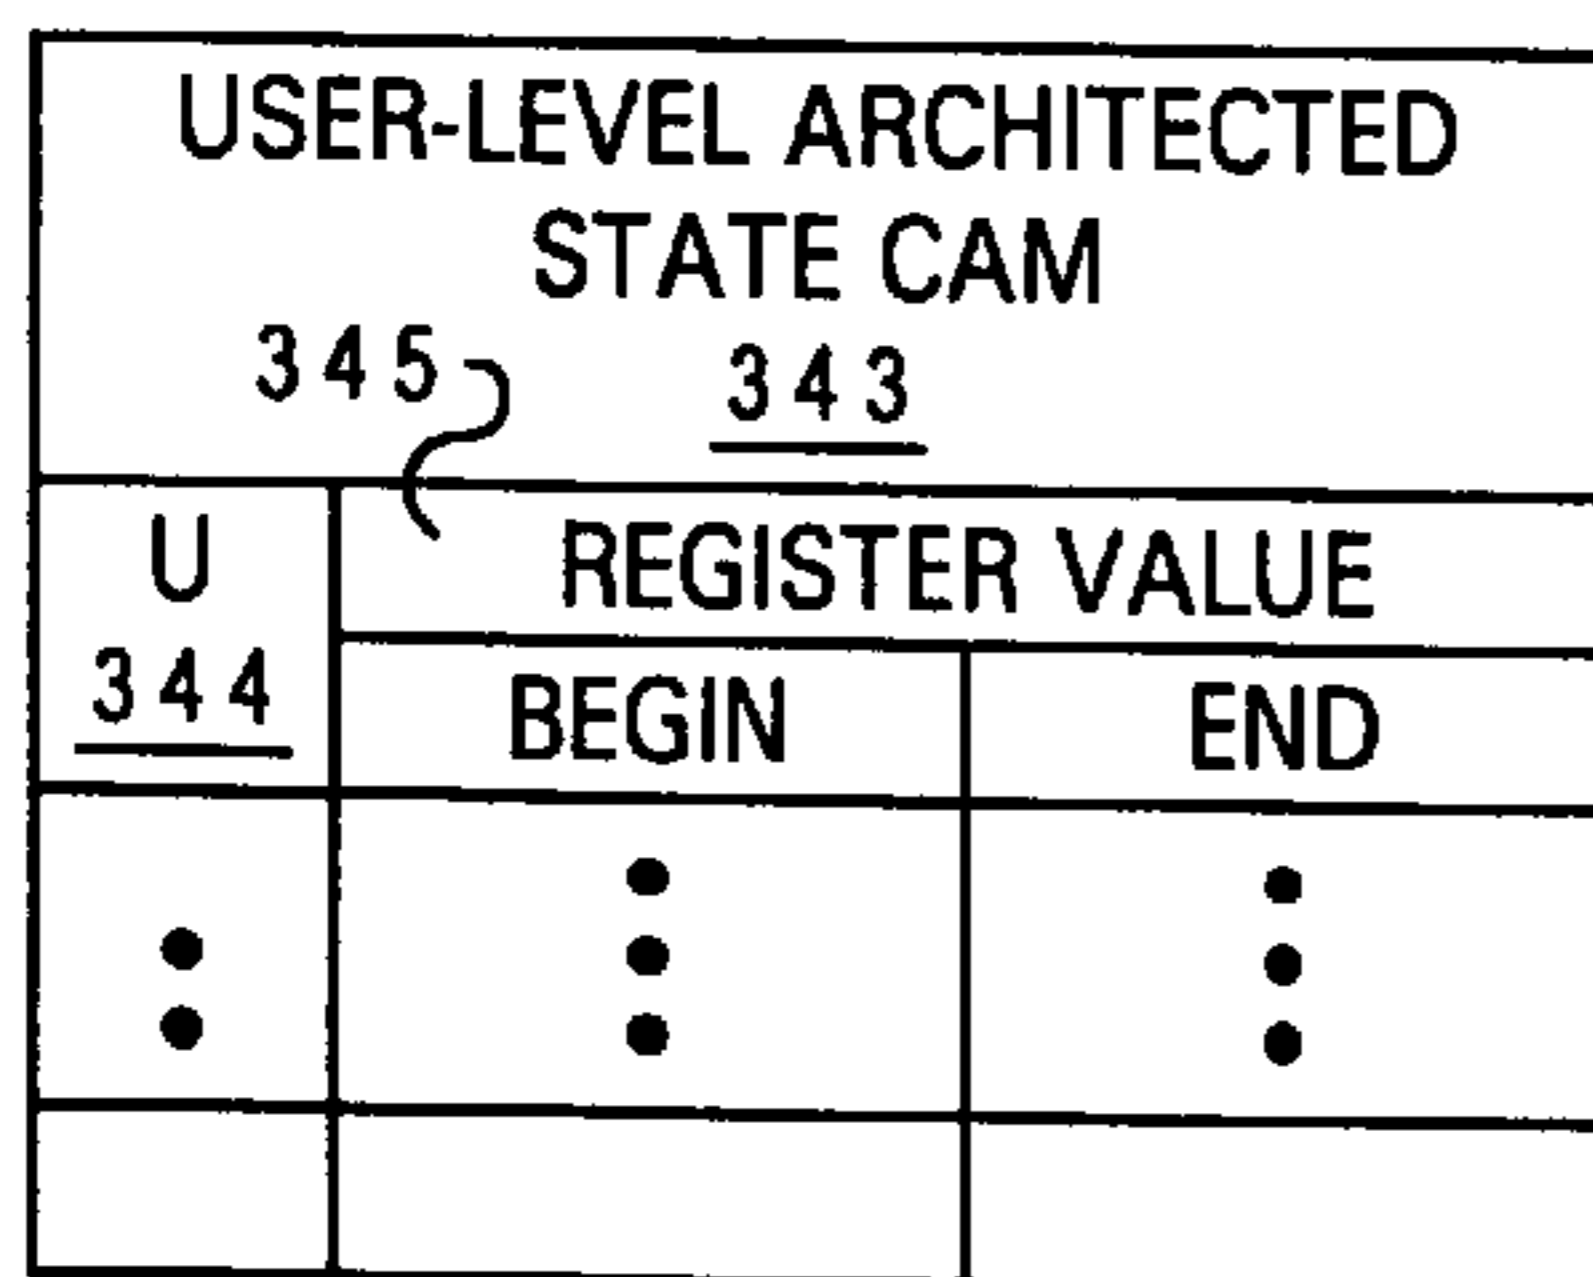 USER-LEVEL ARCHITECTED
STATE CAM
345 343
U REGISTER VALUE
344 BEGIN END